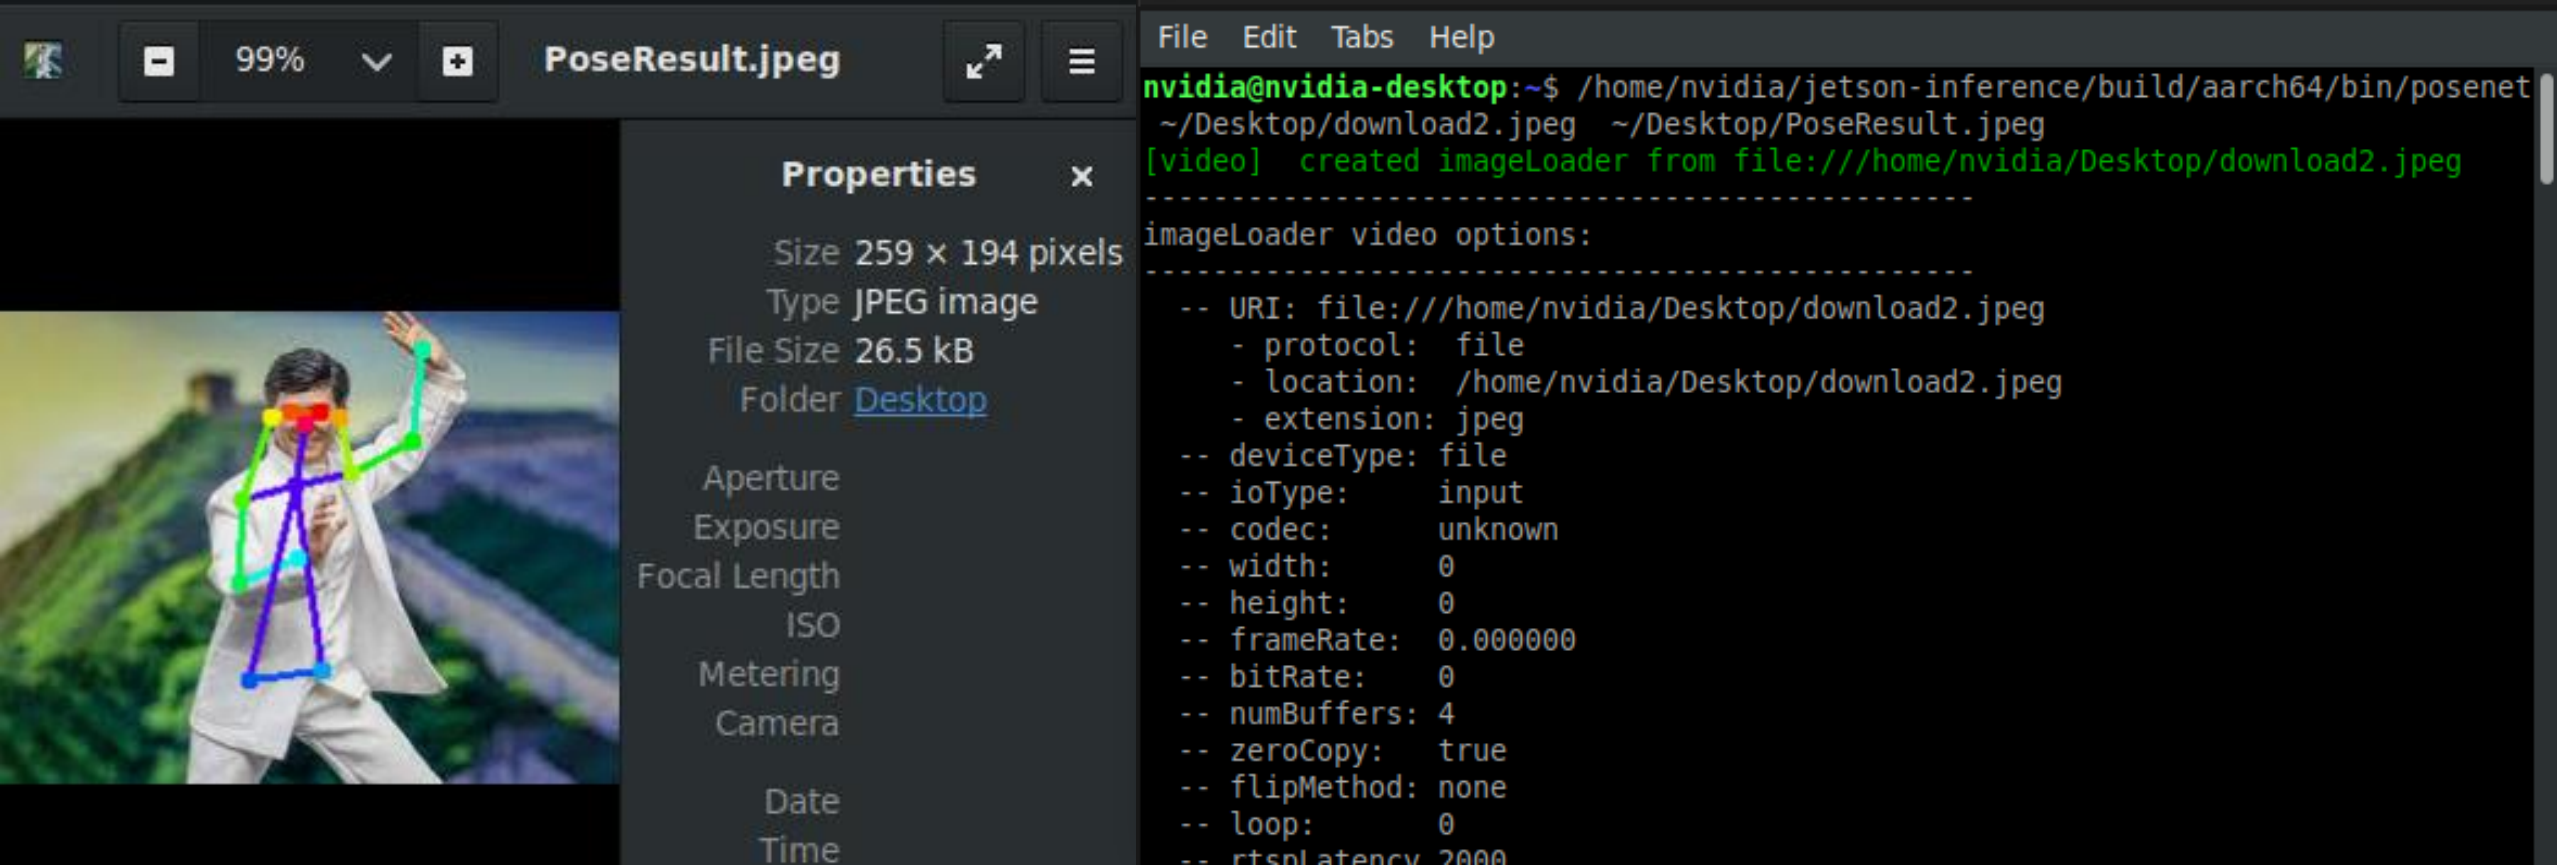 99%
PoseResult.jpeg
Properties
Size 259 × 194 pixels
Type JPEG image
File Size 26.5 kB
Folder Desktop
Aperture
Exposure
Focal Length
ISO
Metering
Camera
Date
Time
File Edit Tabs Help
nvidia@nvidia-desktop:~$ /home/nvidia/jetson-inference/build/aarch64/bin/posenet
~/Desktop/download2.jpeg  ~/Desktop/PoseResult.jpeg
[video]  created imageLoader from file:///home/nvidia/Desktop/download2.jpeg
------------------------------------------------
imageLoader video options:
------------------------------------------------
-- URI: file:///home/nvidia/Desktop/download2.jpeg
- protocol:  file
- location:  /home/nvidia/Desktop/download2.jpeg
- extension: jpeg
-- deviceType: file
-- ioType:     input
-- codec:      unknown
-- width:      0
-- height:     0
-- frameRate:  0.000000
-- bitRate:    0
-- numBuffers: 4
-- zeroCopy:   true
-- flipMethod: none
-- loop:       0
-- rtspLatency 2000